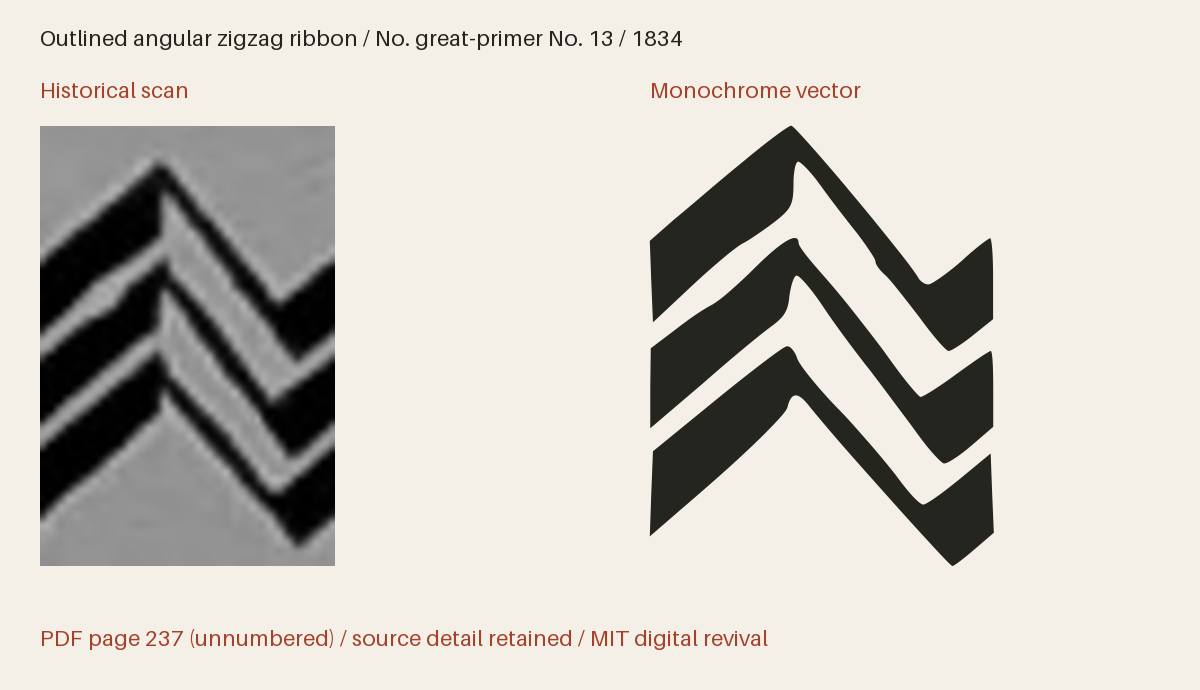 Outlined angular zigzag ribbon / No. great-primer No. 13 / 1834
Historical scan
Monochrome vector
PDF page 237 (unnumbered) / source detail retained / MIT digital revival